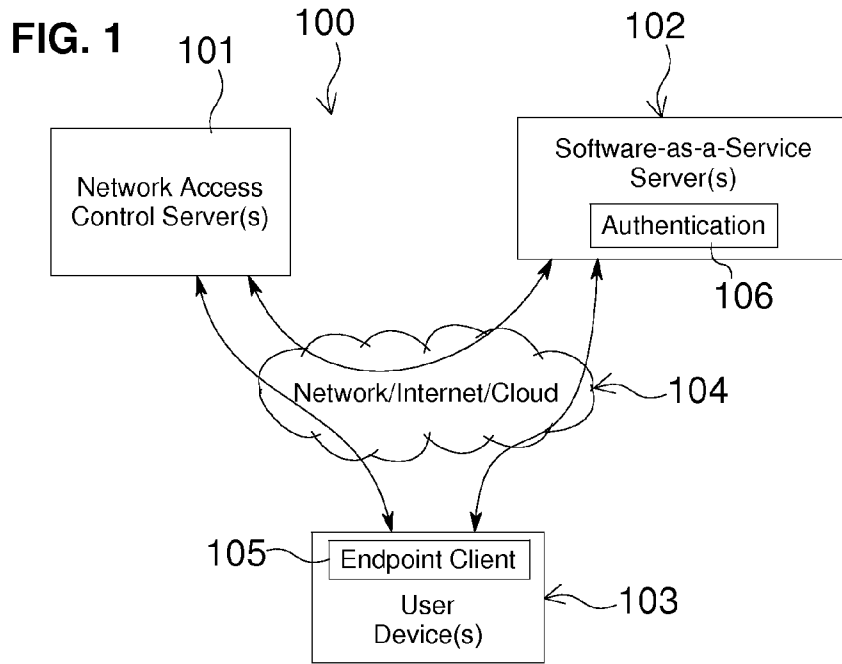 FIG. 1
100
101
102
Network Access
Control Server(s)
Software-as-a-Service
Server(s)
Authentication
106
Network/Internet/Cloud
104
105
Endpoint Client
User
Device(s)
103